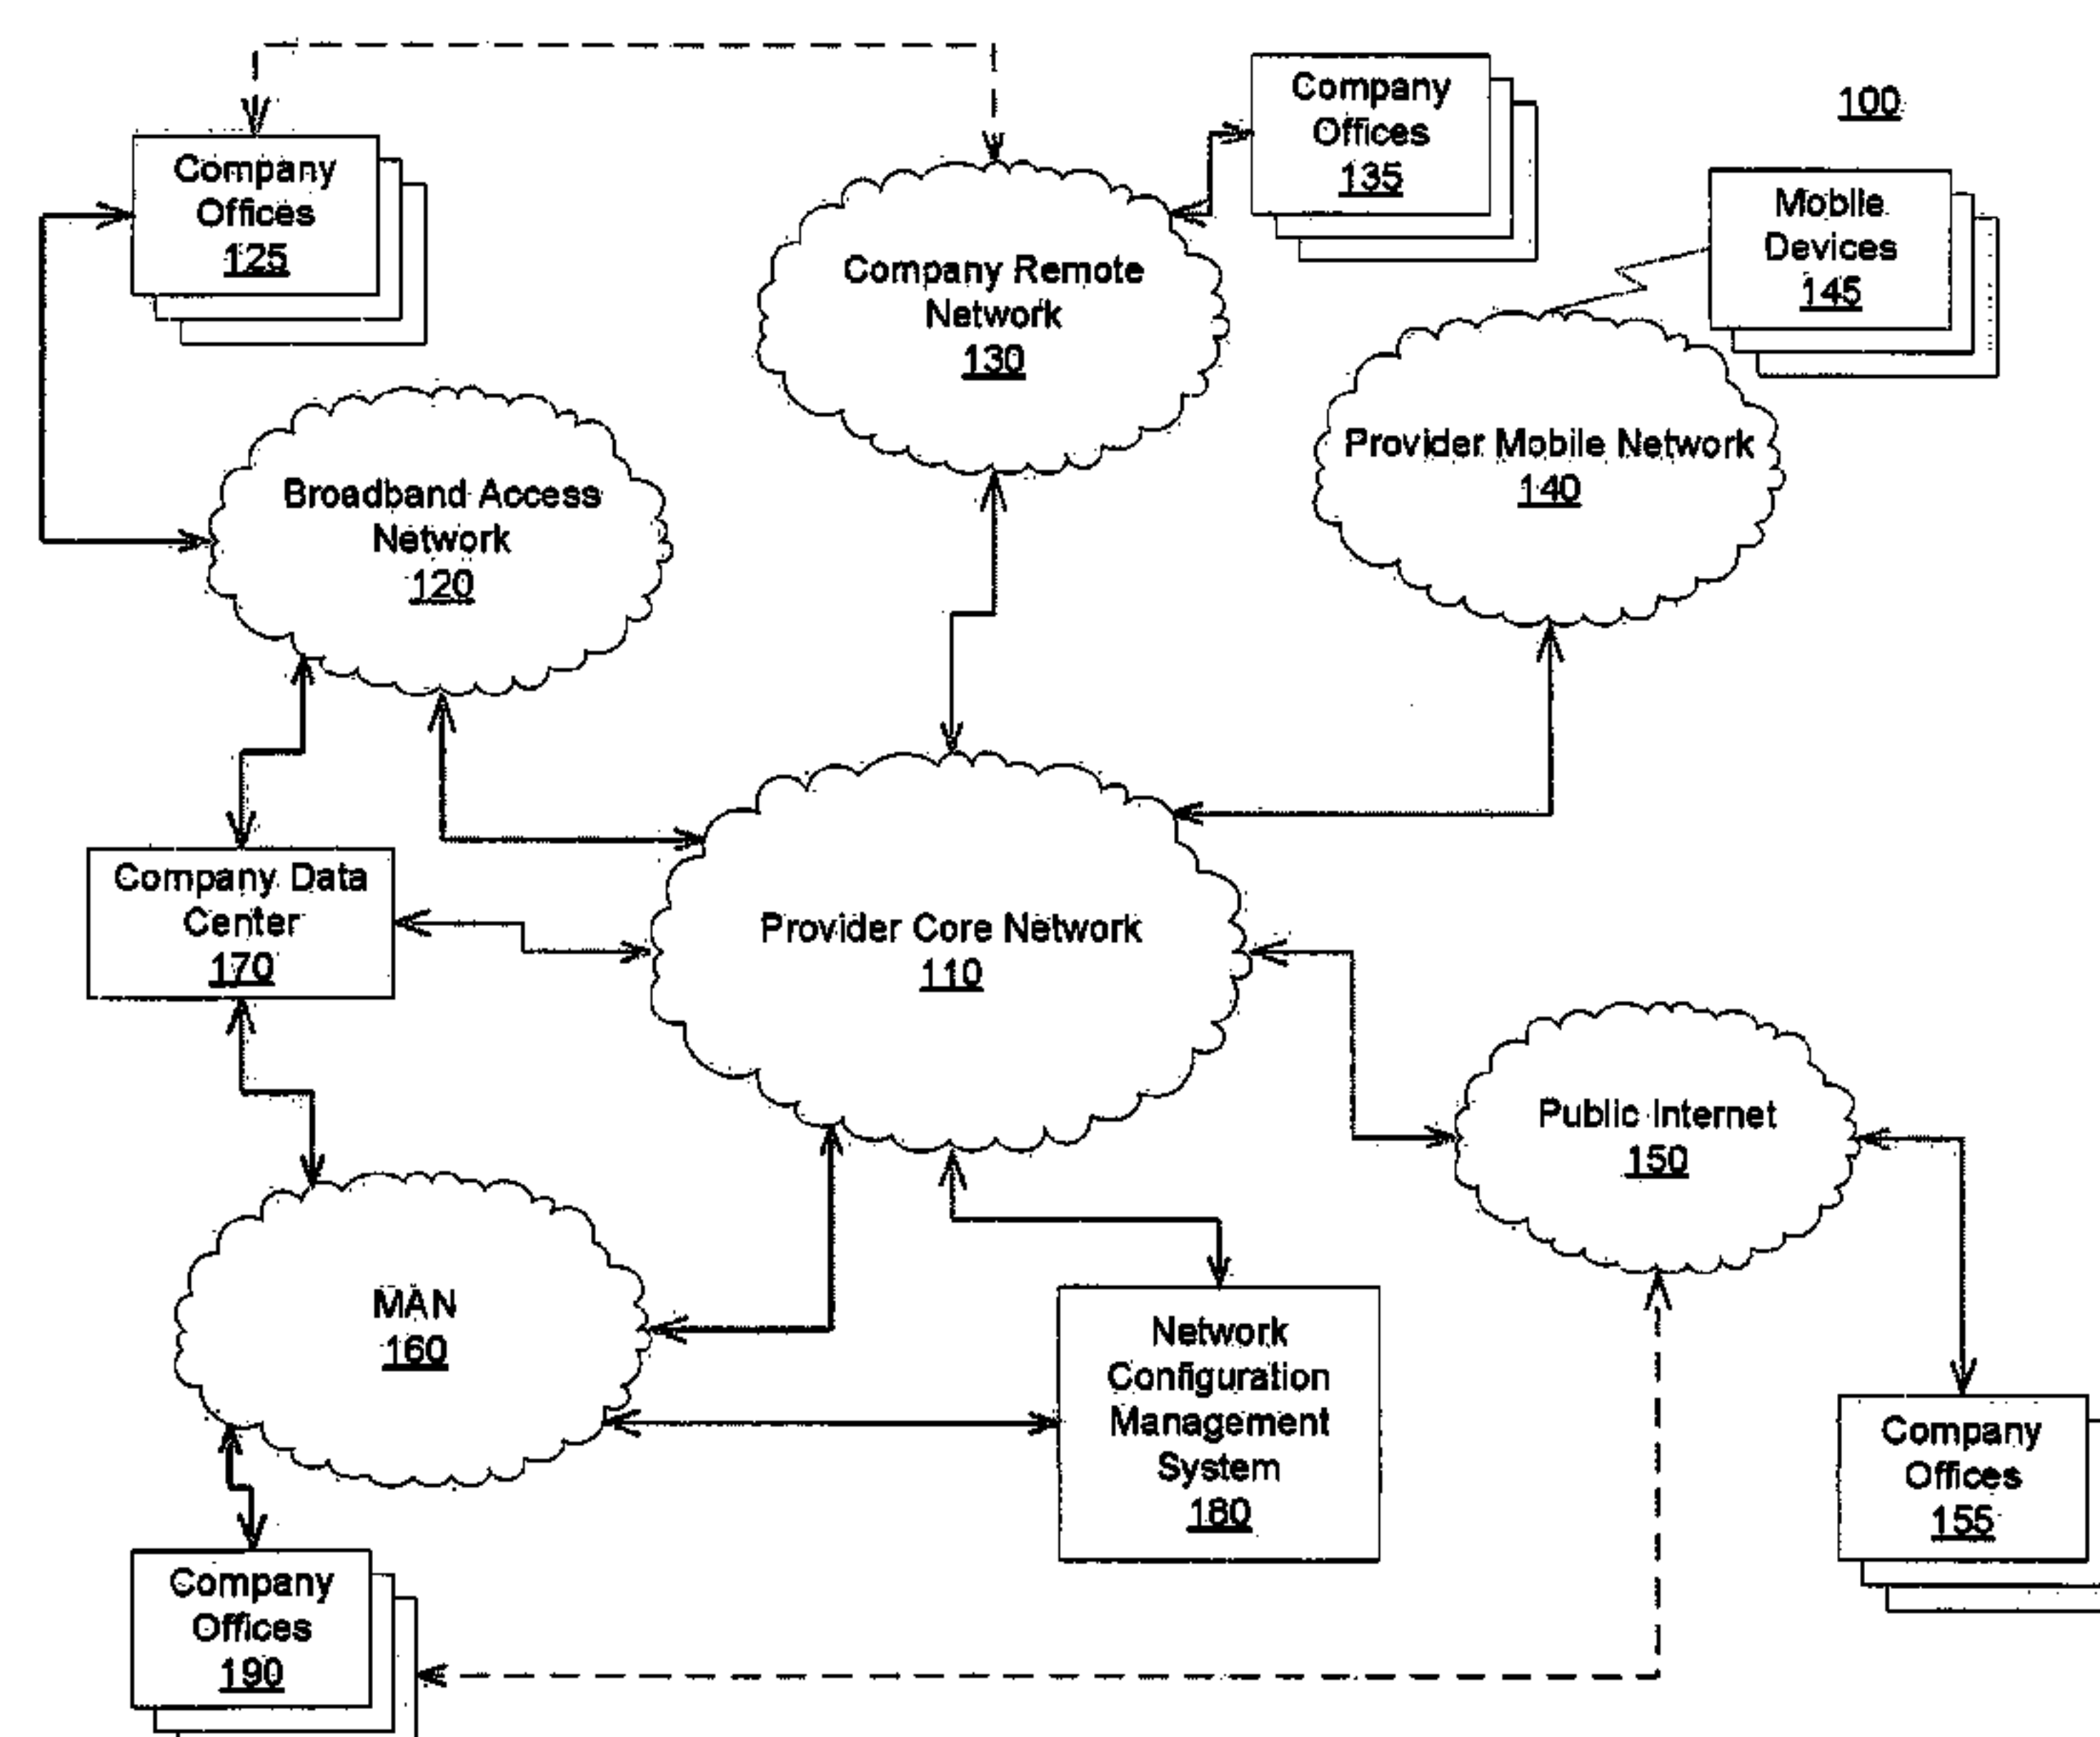 Company
Offices
125
Company
Offices
135
100
Mobile
Devices
145
Company Remote
Network
130
Provider Mobile Network
140
Broadband Access
Network
120
Company Data
Center
170
Provider Core Network
110
Public Internet
150
MAN
160
Network
Configuration
Management
System
180
Company
Offices
155
Company
Offices
190